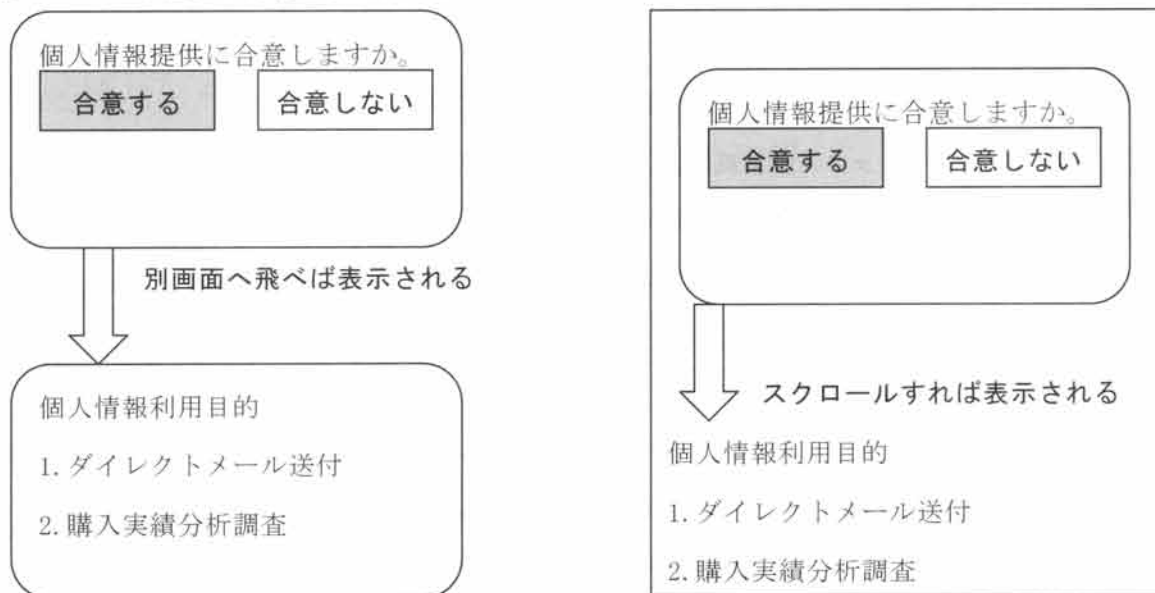 個人情報提供に合意しますか。
合意する
合意しない
別画面へ飛べば表示される
個人情報利用目的
1.ダイレクトメール送付
2.購入実績分析調査
個人情報提供に合意しますか。
合意する
合意しない
スクロールすれば表示される
個人情報利用目的
1.ダイレクトメール送付
2.購入実績分析調査